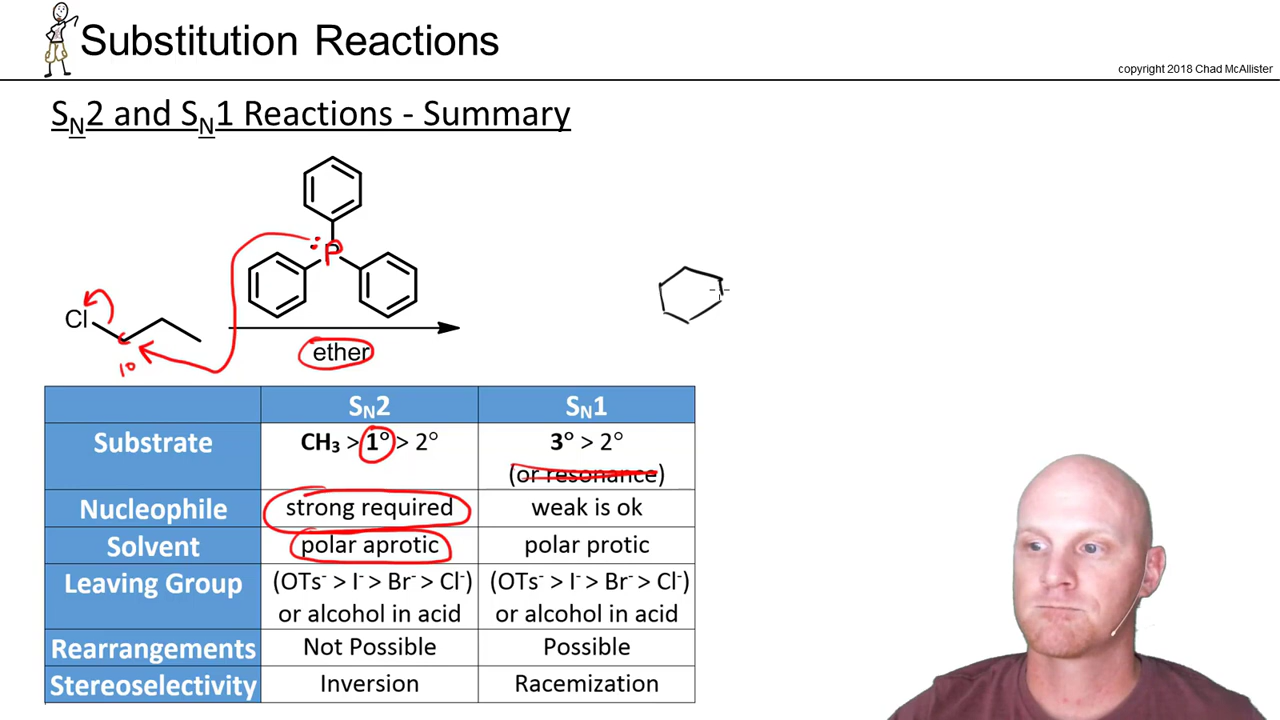 Substitution Reactions
copyright 2018 Chad McAllister
SN2 and SN1 Reactions - Summary
P
Cl
ether
1°
SN2 SN1
Substrate CH3 > 1° > 2° 3° > 2°
(or resonance)
Nucleophile strong required weak is ok
Solvent polar aprotic polar protic
Leaving Group (OTs- > I- > Br- > Cl-) (OTs- > I- > Br- > Cl-)
or alcohol in acid or alcohol in acid
Rearrangements Not Possible Possible
Stereoselectivity Inversion Racemization